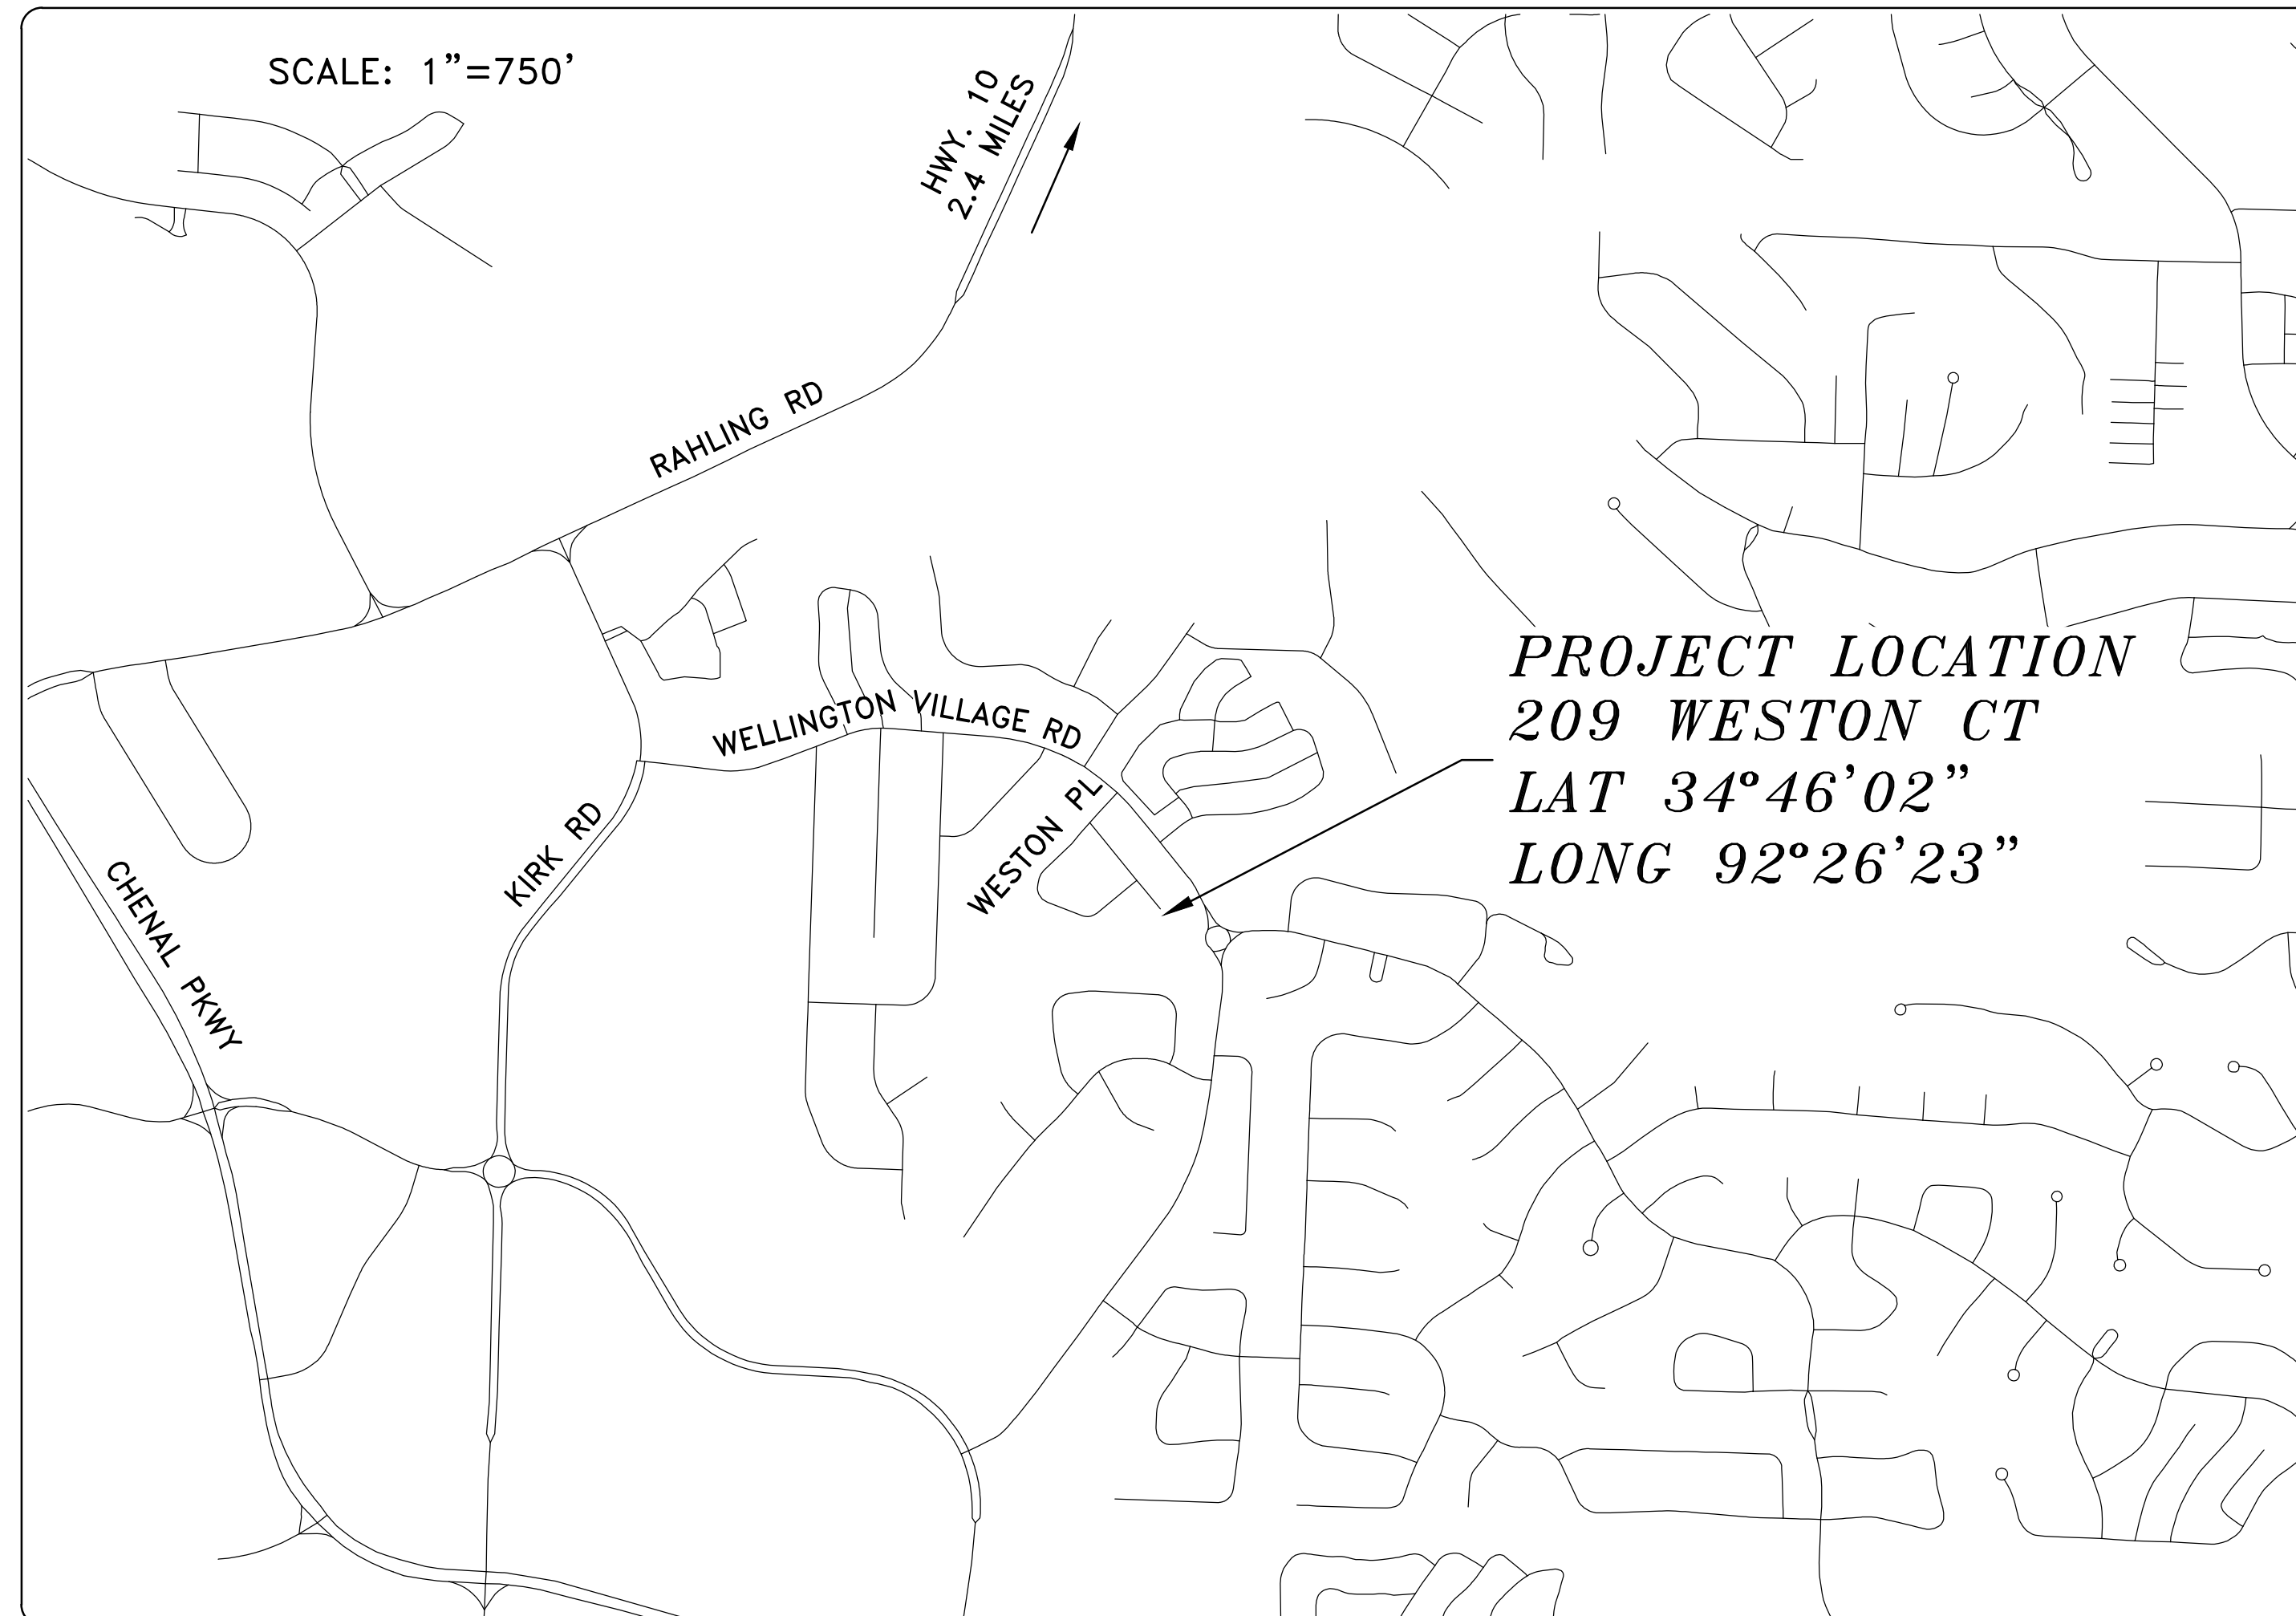 SCALE: 1"=750'
HWY. 10
2.4 MILES
RAHLING RD
WELLINGTON VILLAGE RD
KIRK RD
WESTON PL
CHENAL PKWY
PROJECT LOCATION
209 WESTON CT
LAT 34°46'02"
LONG 92°26'23"